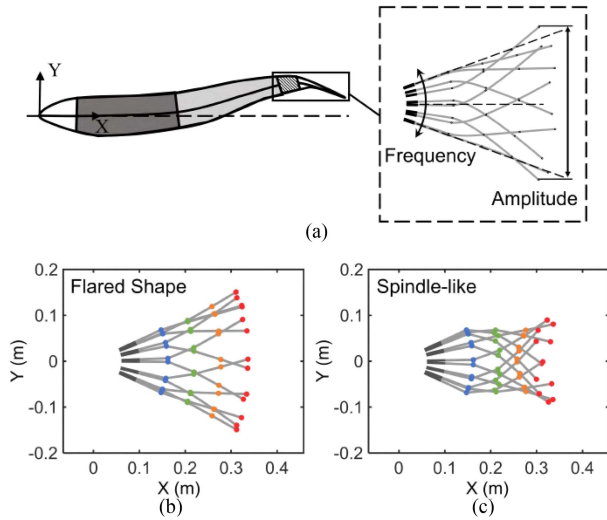 Y
X
Frequency
Amplitude
(a)
Flared Shape
Y (m)
0.2
0.1
0
-0.1
-0.2
0 0.1 0.2 0.3 0.4
X (m)
(b)
Spindle-like
Y (m)
0.2
0.1
0
-0.1
-0.2
0 0.1 0.2 0.3 0.4
X (m)
(c)